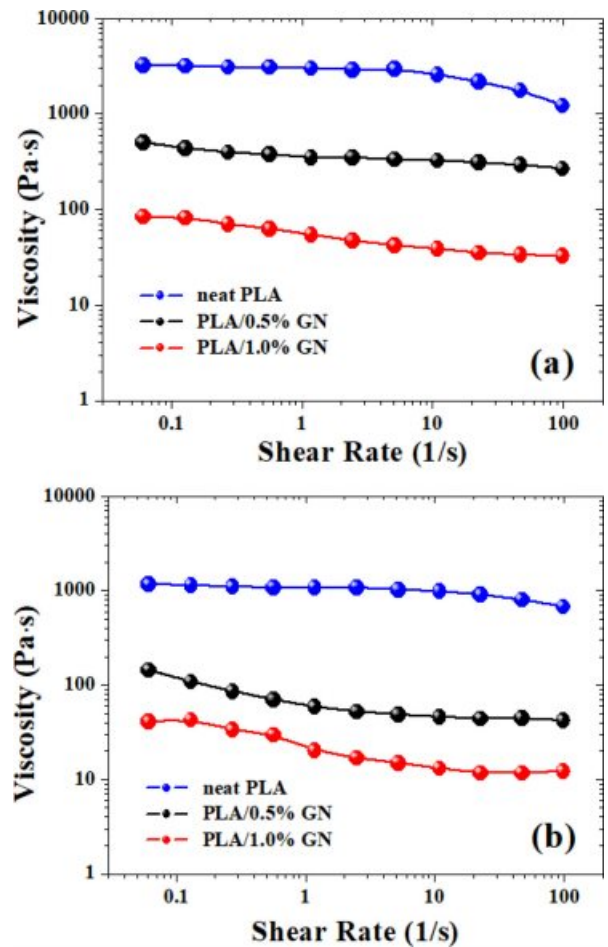 10000
1000
100
10
1
Viscosity (Pa·s)
neat PLA
PLA/0.5% GN
PLA/1.0% GN
(a)
0.1
1
10
100
Shear Rate (1/s)
10000
1000
100
10
1
Viscosity (Pa·s)
neat PLA
PLA/0.5% GN
PLA/1.0% GN
(b)
0.1
1
10
100
Shear Rate (1/s)